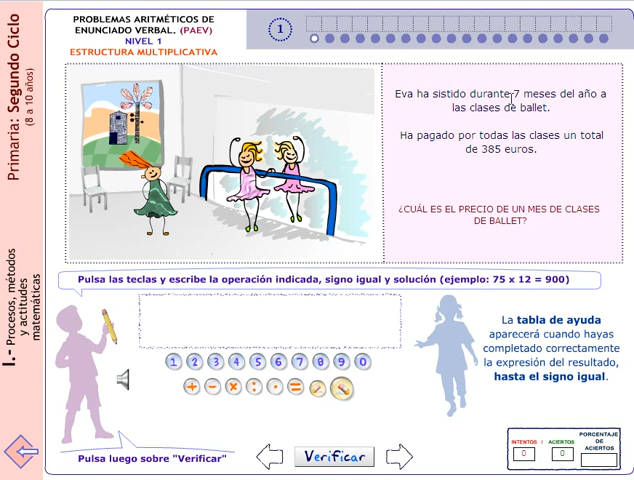 PROBLEMAS ARITMÉTICOS DE
ENUNCIADO VERBAL. (PAEV)
NIVEL 1
ESTRUCTURA MULTIPLICATIVA
1
Primaria: Segundo Ciclo
(8 a 10 años)
I.- Procesos, métodos
y actitudes
matemáticas
Eva ha sistido durante 7 meses del año a
las clases de ballet.
Ha pagado por todas las clases un total
de 385 euros.
¿CUÁL ES EL PRECIO DE UN MES DE CLASES
DE BALLET?
Pulsa las teclas y escribe la operación indicada, signo igual y solución (ejemplo: 75 x 12 = 900)
1 2 3 4 5 6 7 8 9 0
+ - x : · =
La tabla de ayuda
aparecerá cuando hayas
completado correctamente
la expresión del resultado,
hasta el signo igual.
Pulsa luego sobre "Verificar"
Verificar
INTENTOS / ACIERTOS
0 0
PORCENTAJE
DE
ACIERTOS